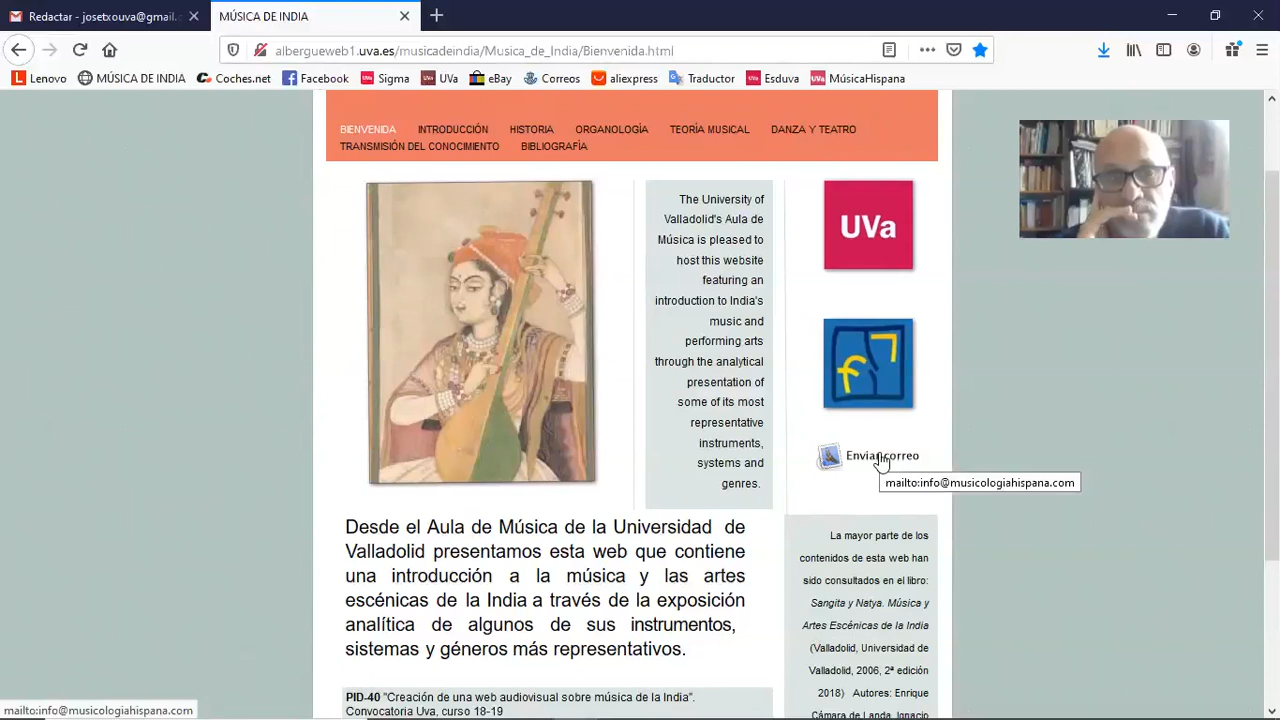 Redactar - josetxouva@gmail.
MÚSICA DE INDIA
albergueweb1.uva.es/musicadeindia/Musica_de_India/Bienvenida.html
Lenovo MÚSICA DE INDIA Coches.net Facebook Sigma UVa eBay Correos aliexpress Traductor Esduva MúsicaHispana
BIENVENIDA INTRODUCCIÓN HISTORIA ORGANOLOGÍA TEORÍA MUSICAL DANZA Y TEATRO
TRANSMISIÓN DEL CONOCIMIENTO BIBLIOGRAFÍA
The University of
Valladolid's Aula de
Música is pleased to
host this website
featuring an
introduction to India's
music and
performing arts
through the analytical
presentation of
some of its most
representative
instruments,
systems and
genres.
UVa
Enviar correo
mailto:info@musicologiahispana.com
Desde el Aula de Música de la Universidad de
Valladolid presentamos esta web que contiene
una introducción a la música y las artes
escénicas de la India a través de la exposición
analítica de algunos de sus instrumentos,
sistemas y géneros más representativos.
La mayor parte de los
contenidos de esta web han
sido consultados en el libro:
Sangita y Natya. Música y
Artes Escénicas de la India
(Valladolid, Universidad de
Valladolid, 2006, 2ª edición
2018) Autores: Enrique
Cámara de Landa, Ignacio
PID-40 "Creación de una web audiovisual sobre música de la India".
Convocatoria Uva, curso 18-19
mailto:info@musicologiahispana.com